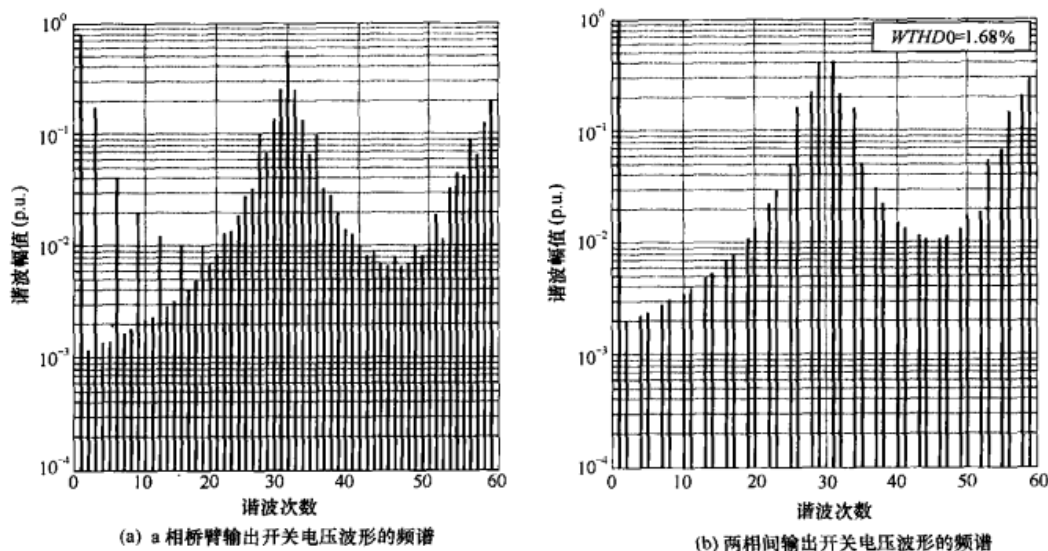 10⁰
10⁻¹
10⁻²
10⁻³
10⁻⁴
谐波幅值 (p.u.)
0 10 20 30 40 50 60
谐波次数
(a) a 相桥臂输出开关电压波形的频谱
WTHD0=1.68%
10⁰
10⁻¹
10⁻²
10⁻³
10⁻⁴
谐波幅值 (p.u.)
0 10 20 30 40 50 60
谐波次数
(b) 两相间输出开关电压波形的频谱